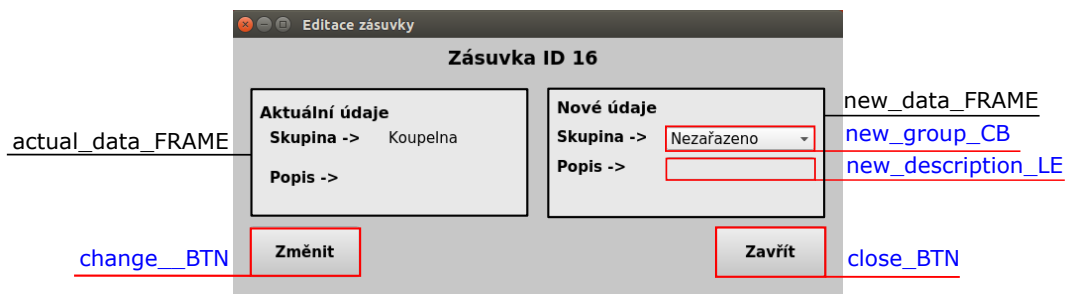 Editace zásuvky
Zásuvka ID 16
actual_data_FRAME
Aktuální údaje
Skupina -> Koupelna
Popis ->
Nové údaje
Skupina -> Nezařazeno
Popis ->
new_data_FRAME
new_group_CB
new_description_LE
change__BTN
Změnit
Zavřít
close_BTN